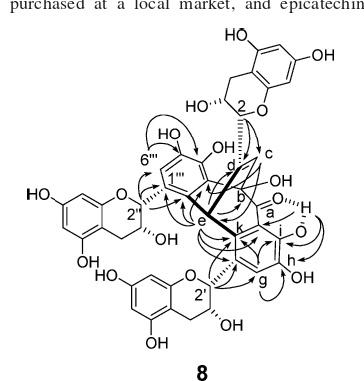 purchased at a local market, and epicatechin
HO
OH
HO
O
2
HO
OH
c
6'''
d
1'''
OH
b
O
H
a
HO
O
2''
e
i
O
k
OH
h
OH
g
OH
HO
O
2'
OH
OH
8